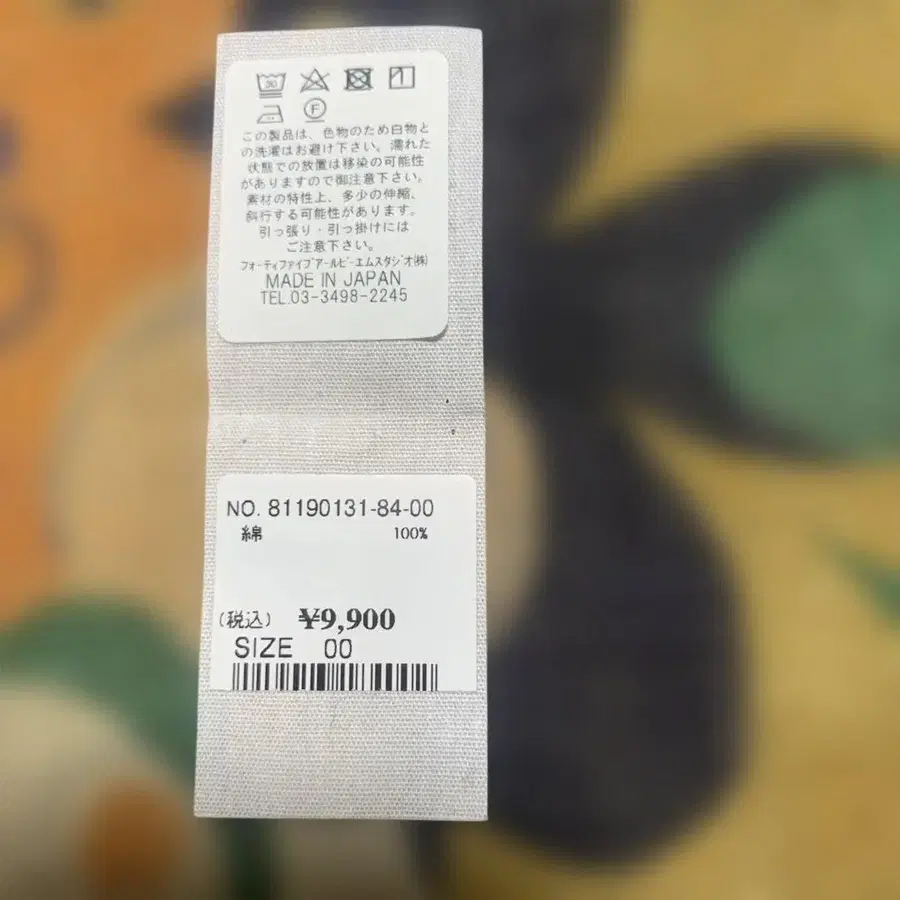 この製品は、色物のため白物と
の洗濯はお避け下さい。濡れた
状態での放置は移染の可能性
がありますので御注意下さい。
素材の特性上、多少の伸縮、
斜行する可能性があります。
引っ張り・引っ掛けには
ご注意下さい。
フォーティファイブアールピーエムスタジオ(株)
MADE IN JAPAN
TEL.03-3498-2245
NO. 81190131-84-00
綿 100%
(税込) ¥9,900
SIZE 00